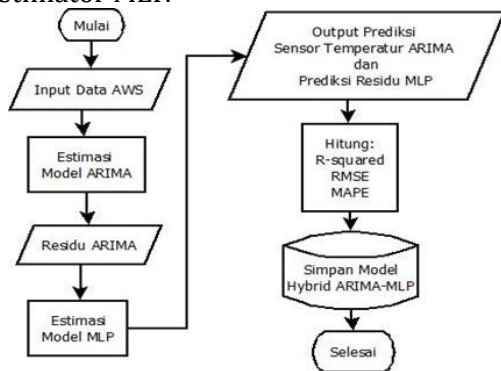 Mulai
Input Data AWS
Estimasi
Model ARIMA
Residu ARIMA
Estimasi
Model MLP
Output Prediksi
Sensor Temperatur ARIMA
dan
Prediksi Residu MLP
Hitung:
R-squared
RMSE
MAPE
Simpan Model
Hybrid ARIMA-MLP
Selesai